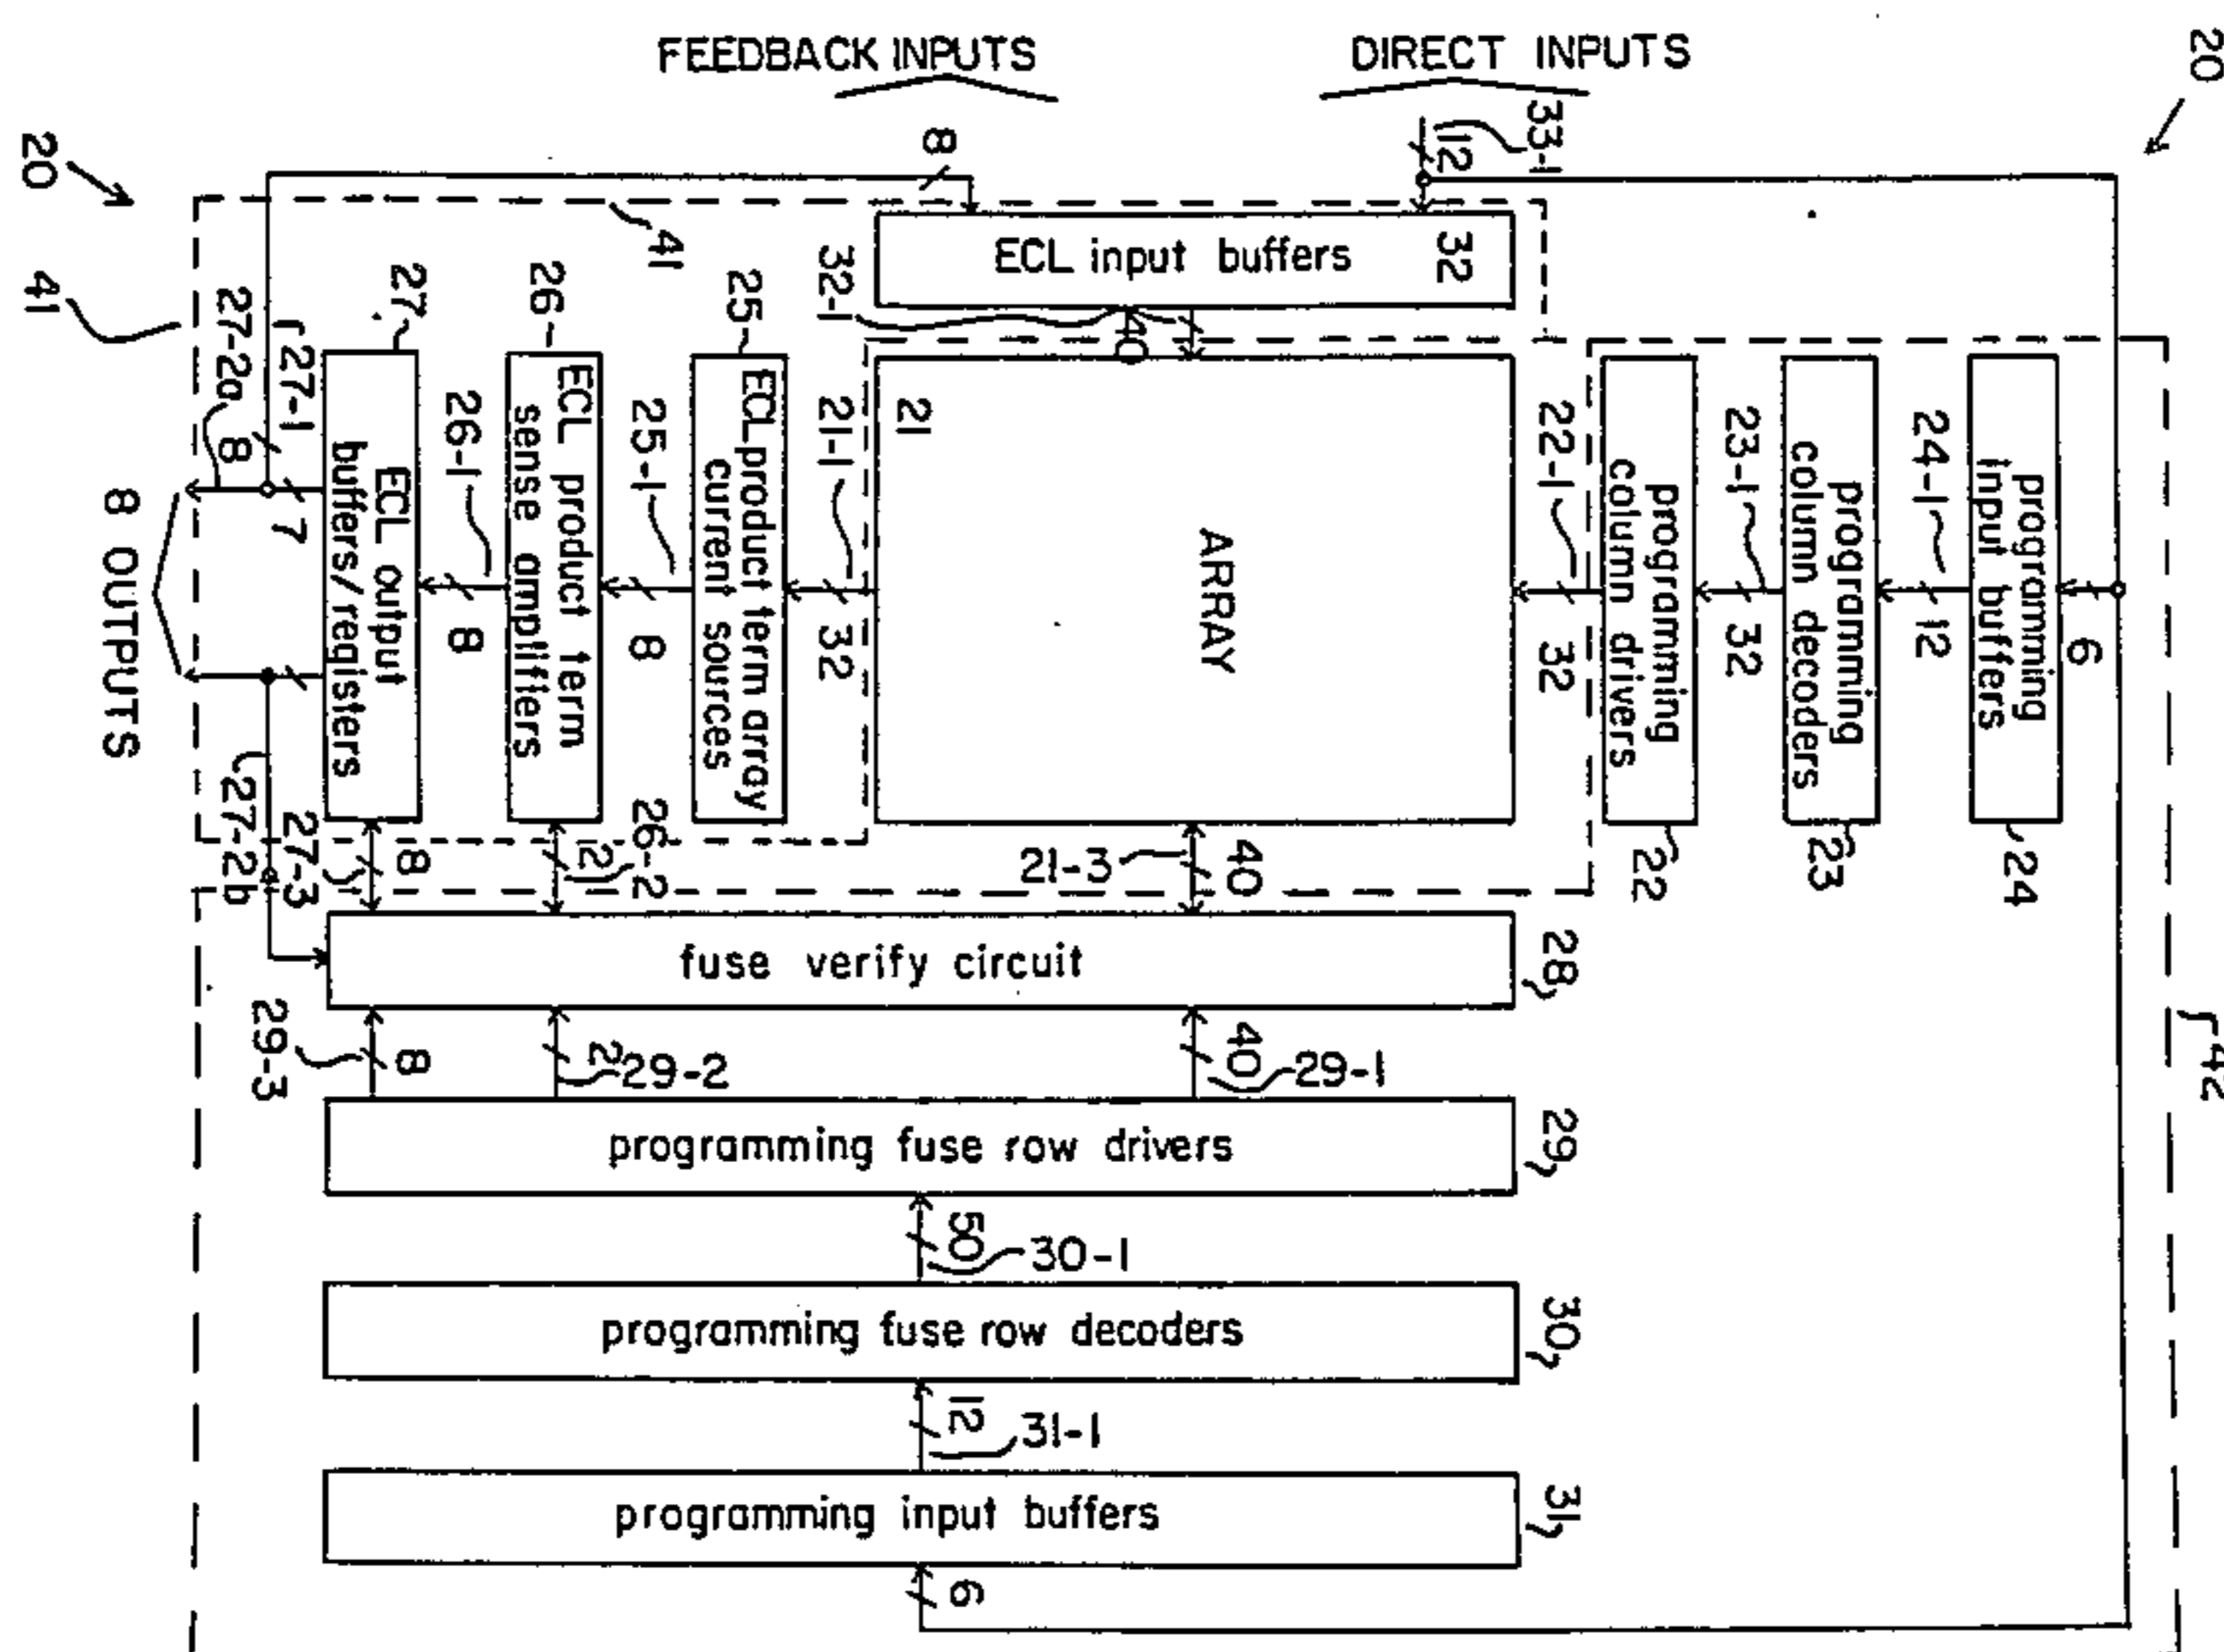 20
FEEDBACK INPUTS
DIRECT INPUTS
33-1
12
8
20
41
41
ECL input buffers
32
32-1
40
27
26
25
27-2a
27-1
8
7
8 OUTPUTS
ECL output
buffers/registers
26-1
8
ECL product term
sense amplifiers
25-1
8
ECL product term array
current sources
21-1
32
21
ARRAY
22-1
32
programming
column drivers
22
23-1
32
programming
column decoders
23
24-1
12
programming
input buffers
24
6
27-2b
27-3
8
26-2
2
21-3
40
fuse verify circuit
28
42
29-3
8
2
29-2
40
29-1
programming fuse row drivers
29
50
30-1
programming fuse row decoders
30
12
31-1
programming input buffers
31
6